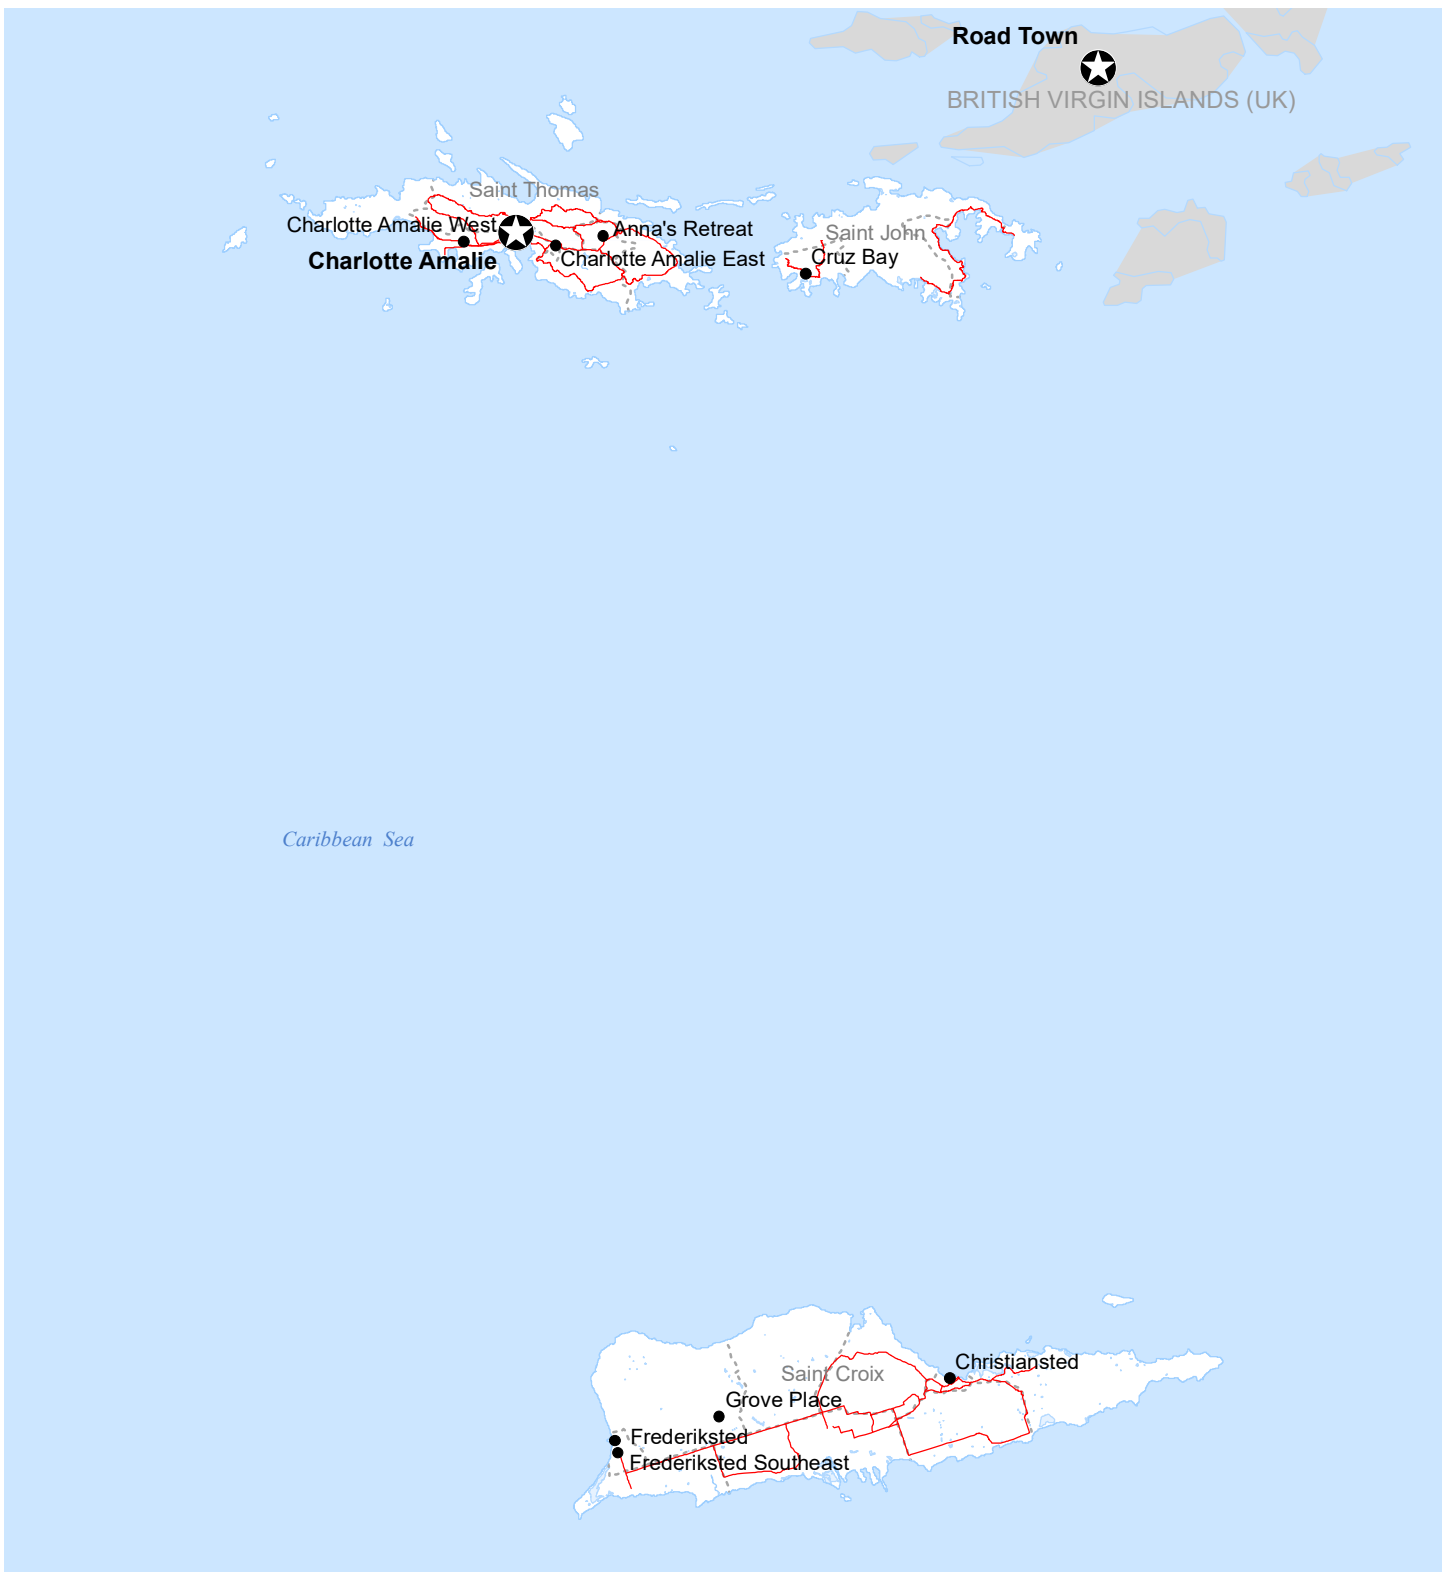 Road Town
BRITISH VIRGIN ISLANDS (UK)
Saint Thomas
Charlotte Amalie West
Anna's Retreat
Saint John
Charlotte Amalie
Charlotte Amalie East
Cruz Bay
Caribbean Sea
Christiansted
Saint Croix
Grove Place
Frederiksted
Frederiksted Southeast